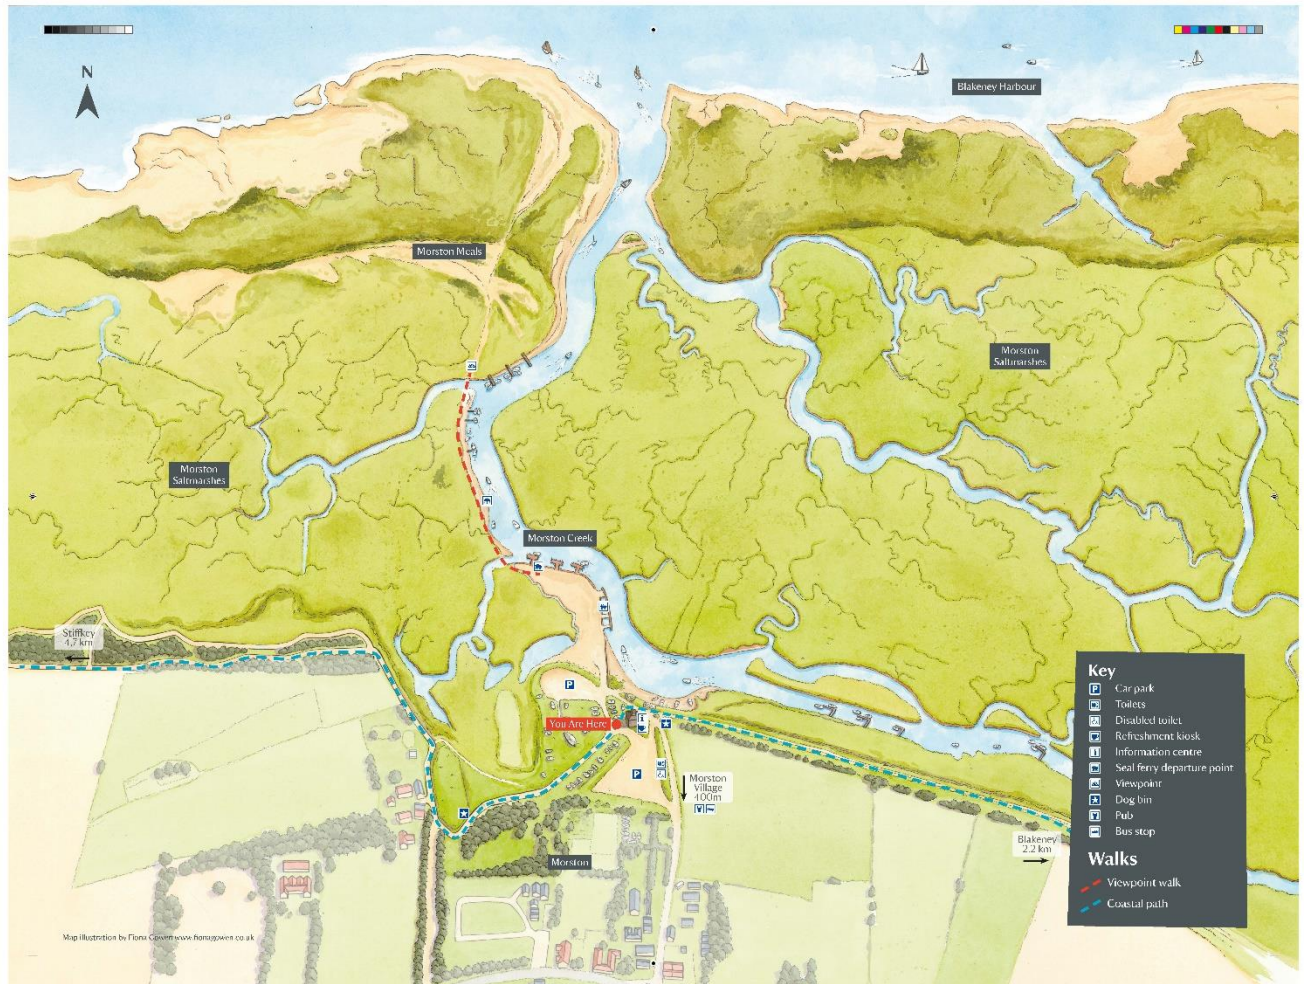 N
Blakeney Harbour
Morston Meals
Morston
Saltmarshes
Morston
Saltmarshes
Morston Creek
Stiffkey
4.7 km
P
You Are Here
i
P
Morston
Village
400m
Morston
Blakeney
2.2 km
Key
P Car park
Toilets
Disabled toilet
Refreshment kiosk
i Information centre
Seal ferry departure point
Viewpoint
Dog bin
Pub
Bus stop
Walks
Viewpoint walk
Coastal path
Map illustration by Fiona Gowen www.fionagowen.co.uk